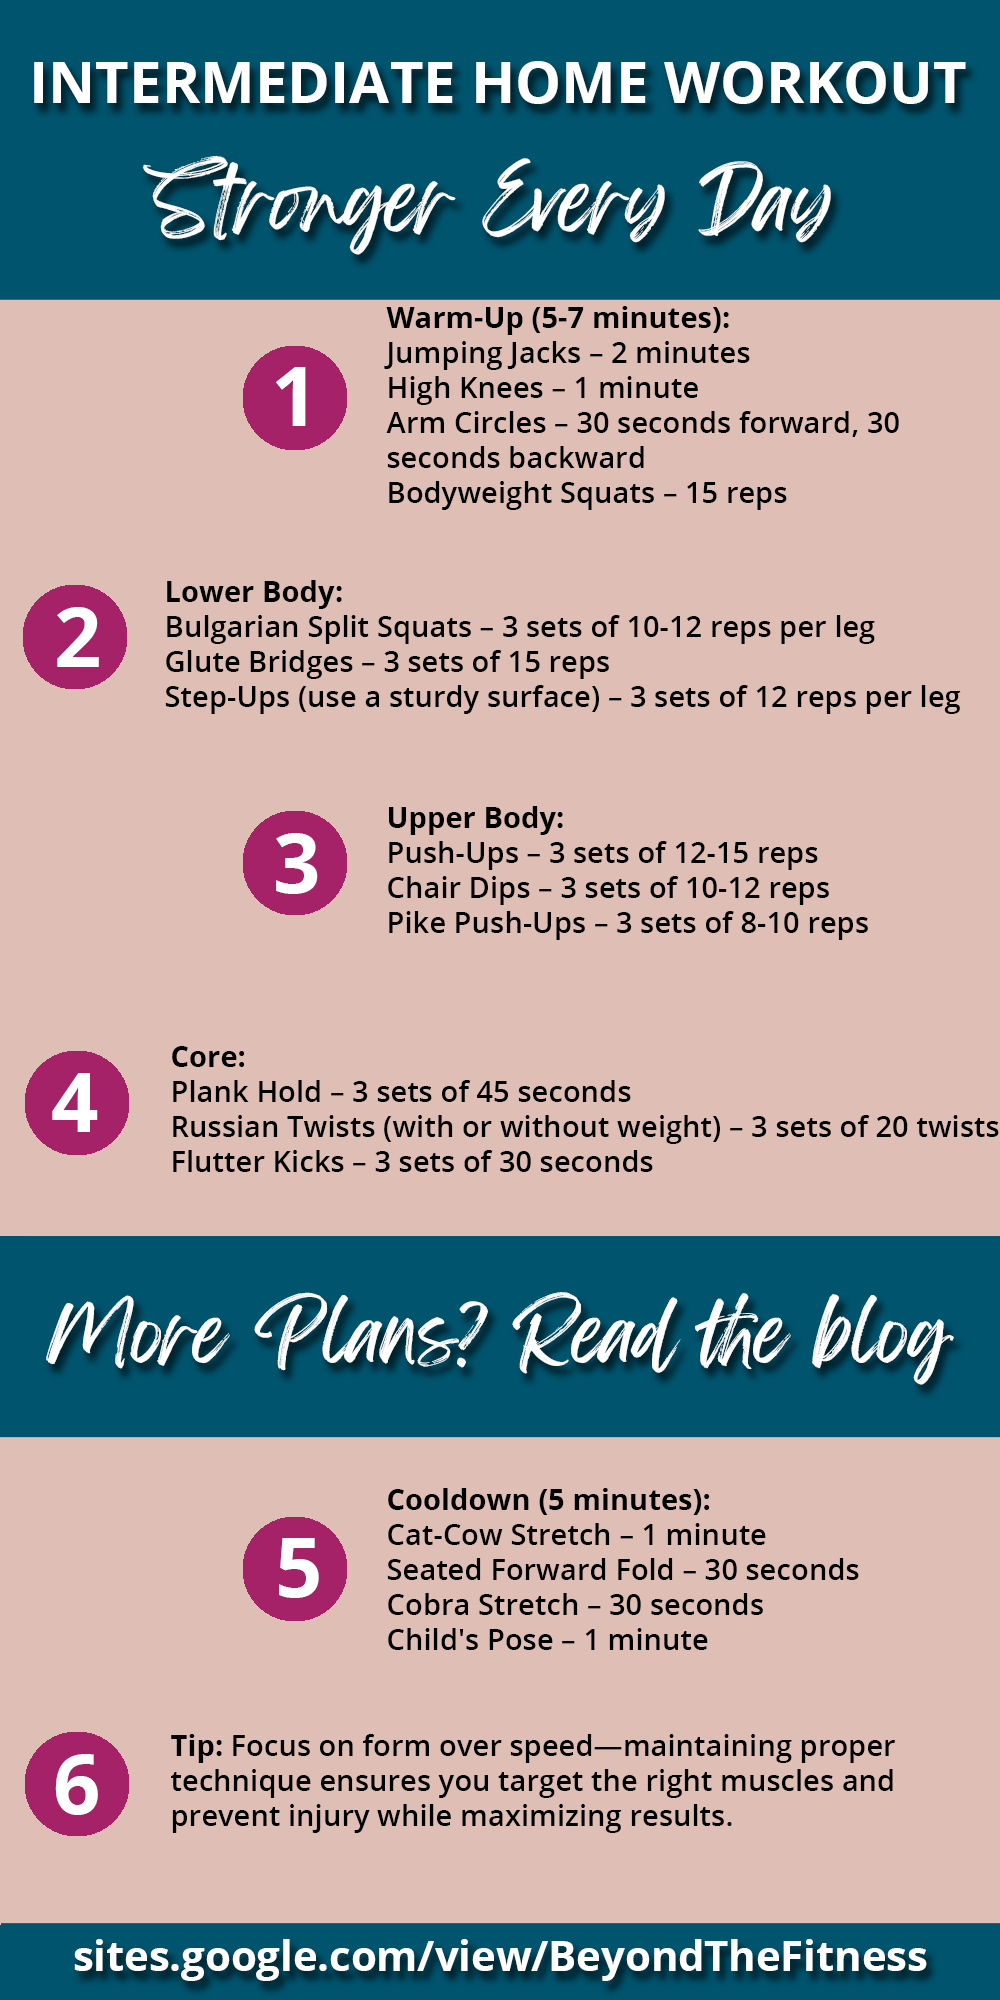 INTERMEDIATE HOME WORKOUT
Stronger Every Day
1
Warm-Up (5-7 minutes):
Jumping Jacks – 2 minutes
High Knees – 1 minute
Arm Circles – 30 seconds forward, 30
seconds backward
Bodyweight Squats – 15 reps
2
Lower Body:
Bulgarian Split Squats – 3 sets of 10-12 reps per leg
Glute Bridges – 3 sets of 15 reps
Step-Ups (use a sturdy surface) – 3 sets of 12 reps per leg
3
Upper Body:
Push-Ups – 3 sets of 12-15 reps
Chair Dips – 3 sets of 10-12 reps
Pike Push-Ups – 3 sets of 8-10 reps
4
Core:
Plank Hold – 3 sets of 45 seconds
Russian Twists (with or without weight) – 3 sets of 20 twists
Flutter Kicks – 3 sets of 30 seconds
More Plans? Read the blog
5
Cooldown (5 minutes):
Cat-Cow Stretch – 1 minute
Seated Forward Fold – 30 seconds
Cobra Stretch – 30 seconds
Child's Pose – 1 minute
6
Tip: Focus on form over speed—maintaining proper
technique ensures you target the right muscles and
prevent injury while maximizing results.
sites.google.com/view/BeyondTheFitness